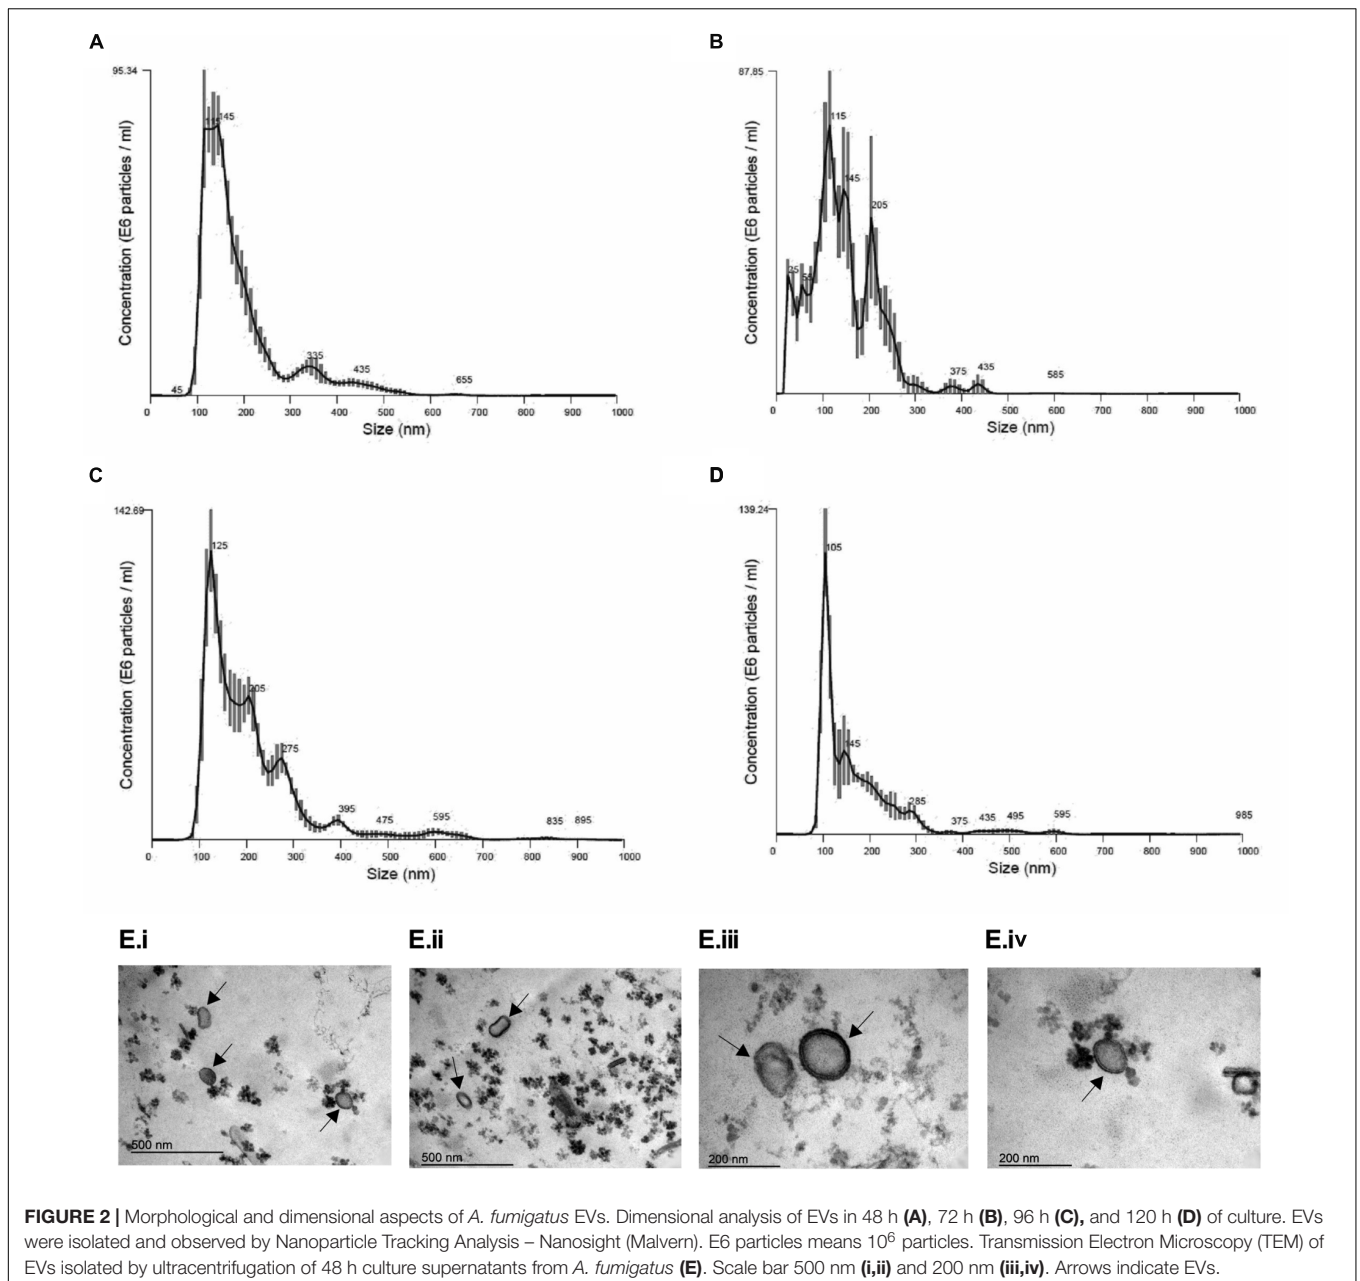 A
95.34
Concentration (E6 particles / ml)
115
145
45
335
435
655
0 100 200 300 400 500 600 700 800 900 1000
Size (nm)
B
87.85
Concentration (E6 particles / ml)
25
55
115
145
205
375
435
585
0 100 200 300 400 500 600 700 800 900 1000
Size (nm)
C
142.69
Concentration (E6 particles / ml)
125
205
275
395
475
595
835
895
0 100 200 300 400 500 600 700 800 900 1000
Size (nm)
D
139.24
Concentration (E6 particles / ml)
105
145
285
375
435
495
595
985
0 100 200 300 400 500 600 700 800 900 1000
Size (nm)
E.i
500 nm
E.ii
500 nm
E.iii
200 nm
E.iv
200 nm
FIGURE 2 | Morphological and dimensional aspects of A. fumigatus EVs. Dimensional analysis of EVs in 48 h (A), 72 h (B), 96 h (C), and 120 h (D) of culture. EVs
were isolated and observed by Nanoparticle Tracking Analysis – Nanosight (Malvern). E6 particles means 10⁶ particles. Transmission Electron Microscopy (TEM) of
EVs isolated by ultracentrifugation of 48 h culture supernatants from A. fumigatus (E). Scale bar 500 nm (i,ii) and 200 nm (iii,iv). Arrows indicate EVs.